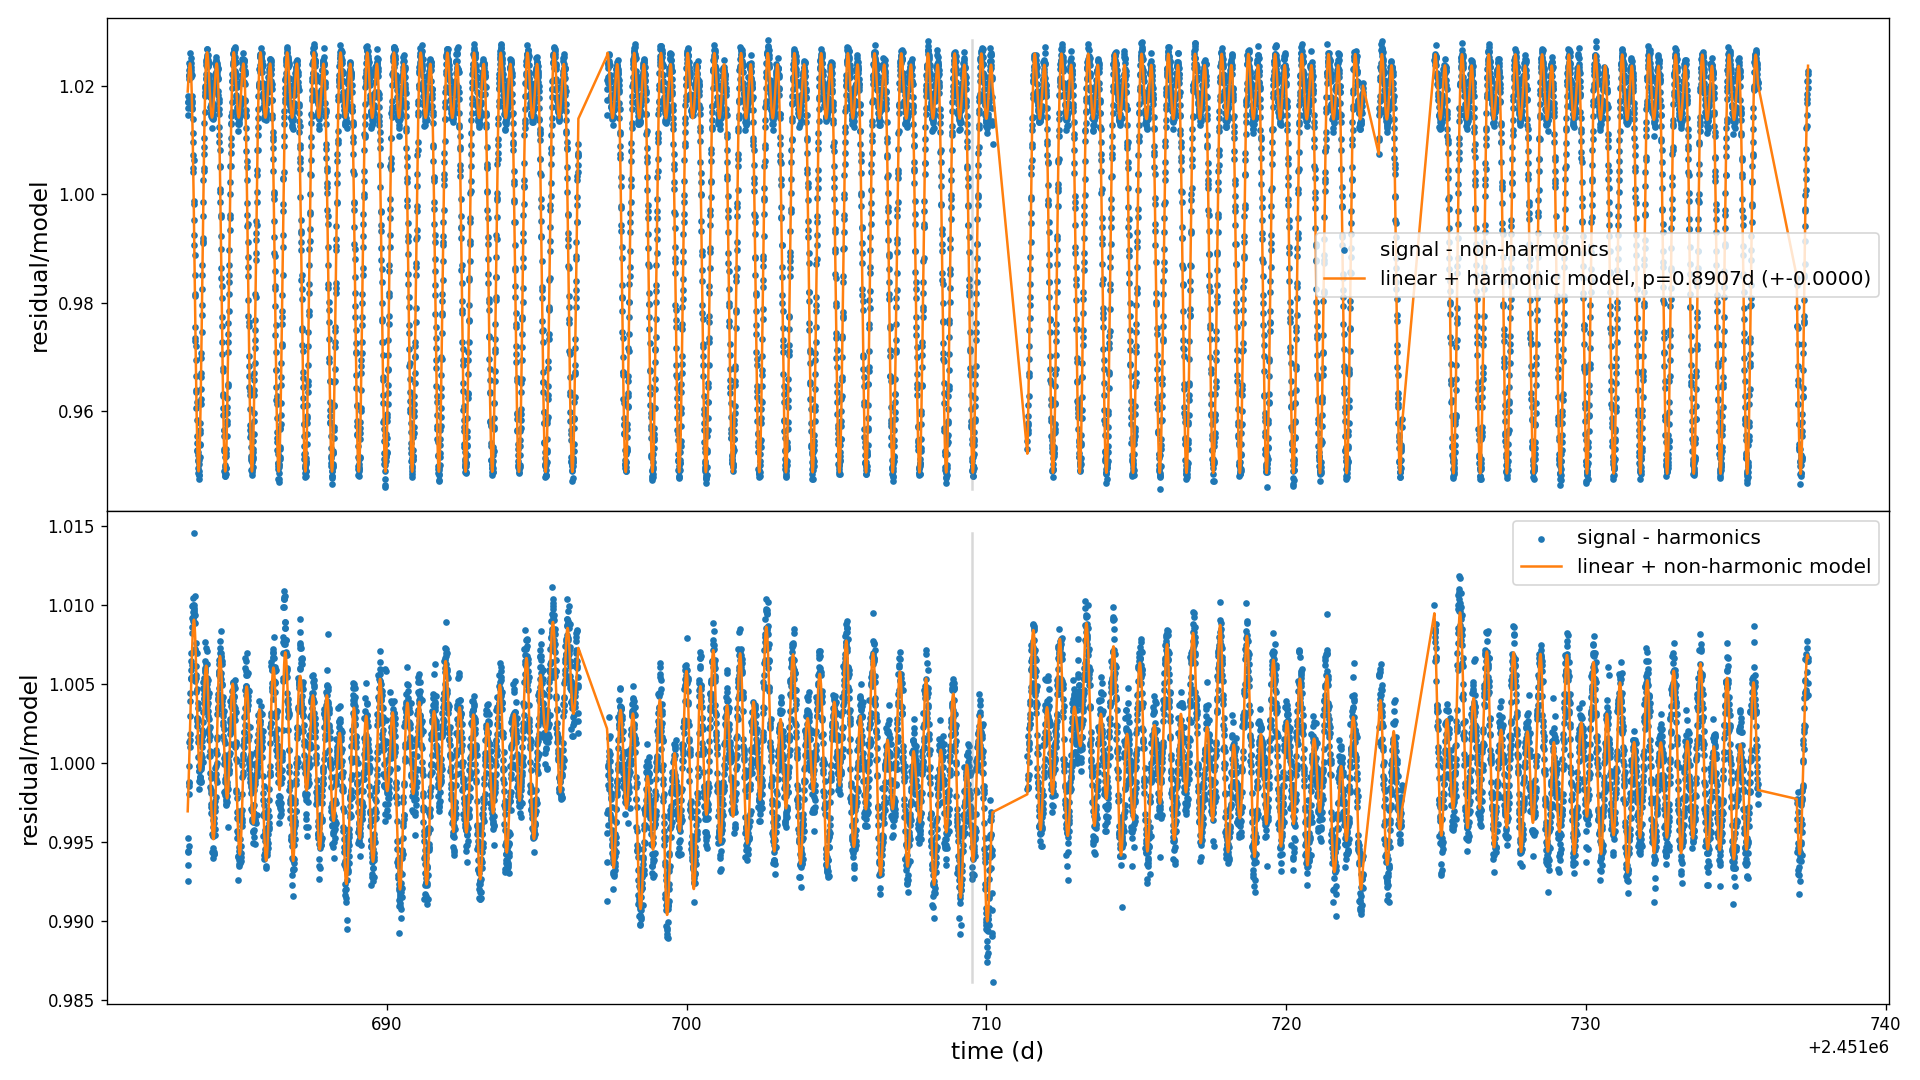 1.02
1.00
0.98
0.96
residual/model
signal - non-harmonics
linear + harmonic model, p=0.8907d (+-0.0000)
1.015
1.010
1.005
1.000
0.995
0.990
0.985
residual/model
signal - harmonics
linear + non-harmonic model
690
700
710
720
730
740
time (d)
+2.451e6